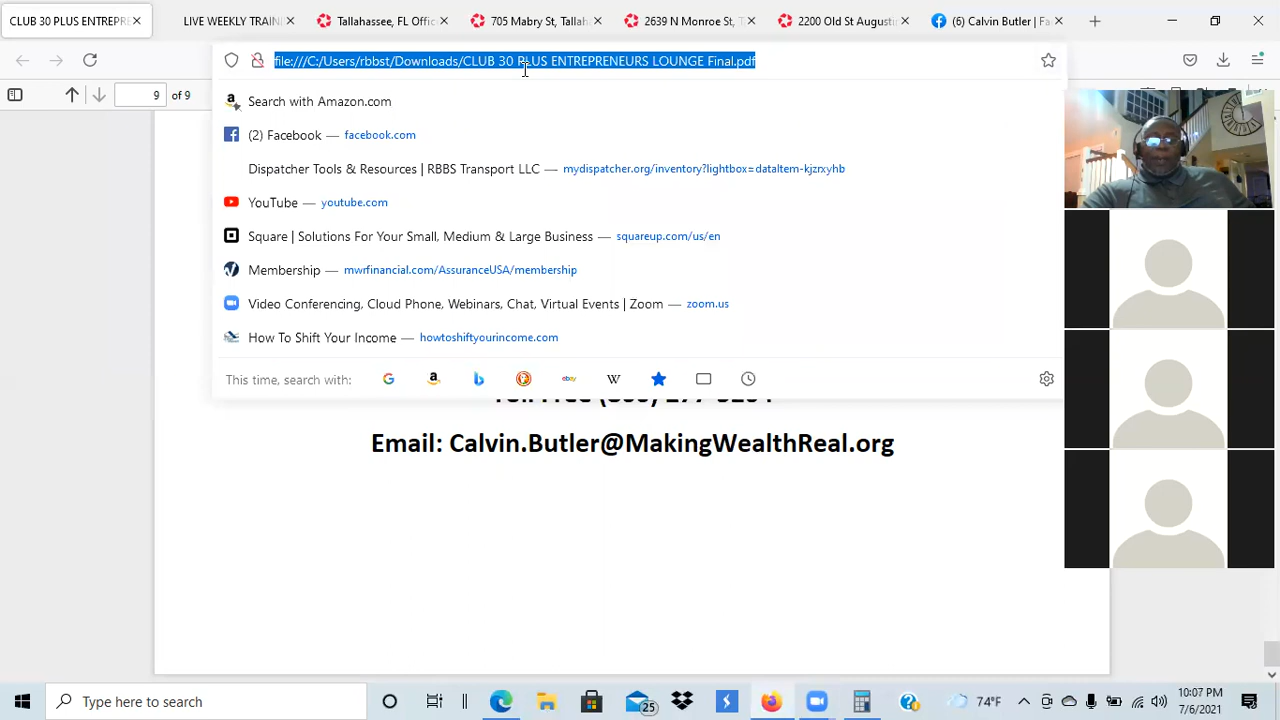 CLUB 30 PLUS ENTREPRE
LIVE WEEKLY TRAINI
Tallahassee, FL Offic
705 Mabry St, Tallah
2639 N Monroe St, T
2200 Old St Augustin
(6) Calvin Butler | Fa
file:///C:/Users/rbbst/Downloads/CLUB 30 PLUS ENTREPRENEURS LOUNGE Final.pdf
9 of 9
Search with Amazon.com
(2) Facebook — facebook.com
Dispatcher Tools & Resources | RBBS Transport LLC — mydispatcher.org/inventory?lightbox=dataItem-kjzrxyhb
YouTube — youtube.com
Square | Solutions For Your Small, Medium & Large Business — squareup.com/us/en
Membership — mwrfinancial.com/AssuranceUSA/membership
Video Conferencing, Cloud Phone, Webinars, Chat, Virtual Events | Zoom — zoom.us
How To Shift Your Income — howtoshiftyourincome.com
This time, search with:
Email: Calvin.Butler@MakingWealthReal.org
Type here to search
25
74°F
10:07 PM
7/6/2021